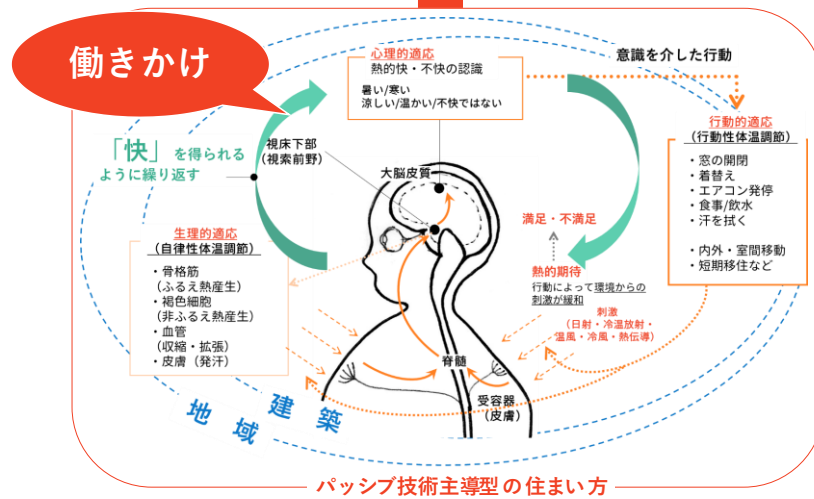 働きかけ
心理的適応
熱的快・不快の認識
暑い/寒い
涼しい/温かい/不快ではない
意識を介した行動
行動的適応
（行動性体温調節）
・窓の開閉
・着替え
・エアコン発停
・食事/飲水
・汗を拭く
・内外・室間移動
・短期移住など
「快」を得られる
ように繰り返す
視床下部
（視索前野）
大脳皮質
生理的適応
（自律性体温調節）
・骨格筋
（ふるえ熱産生）
・褐色細胞
（非ふるえ熱産生）
・血管
（収縮・拡張）
・皮膚（発汗）
満足・不満足
熱的期待
行動によって環境からの
刺激が緩和
刺激
（日射・冷温放射・
温風・冷風・熱伝導）
脊髄
受容器
（皮膚）
建築
地域
パッシブ技術主導型の住まい方